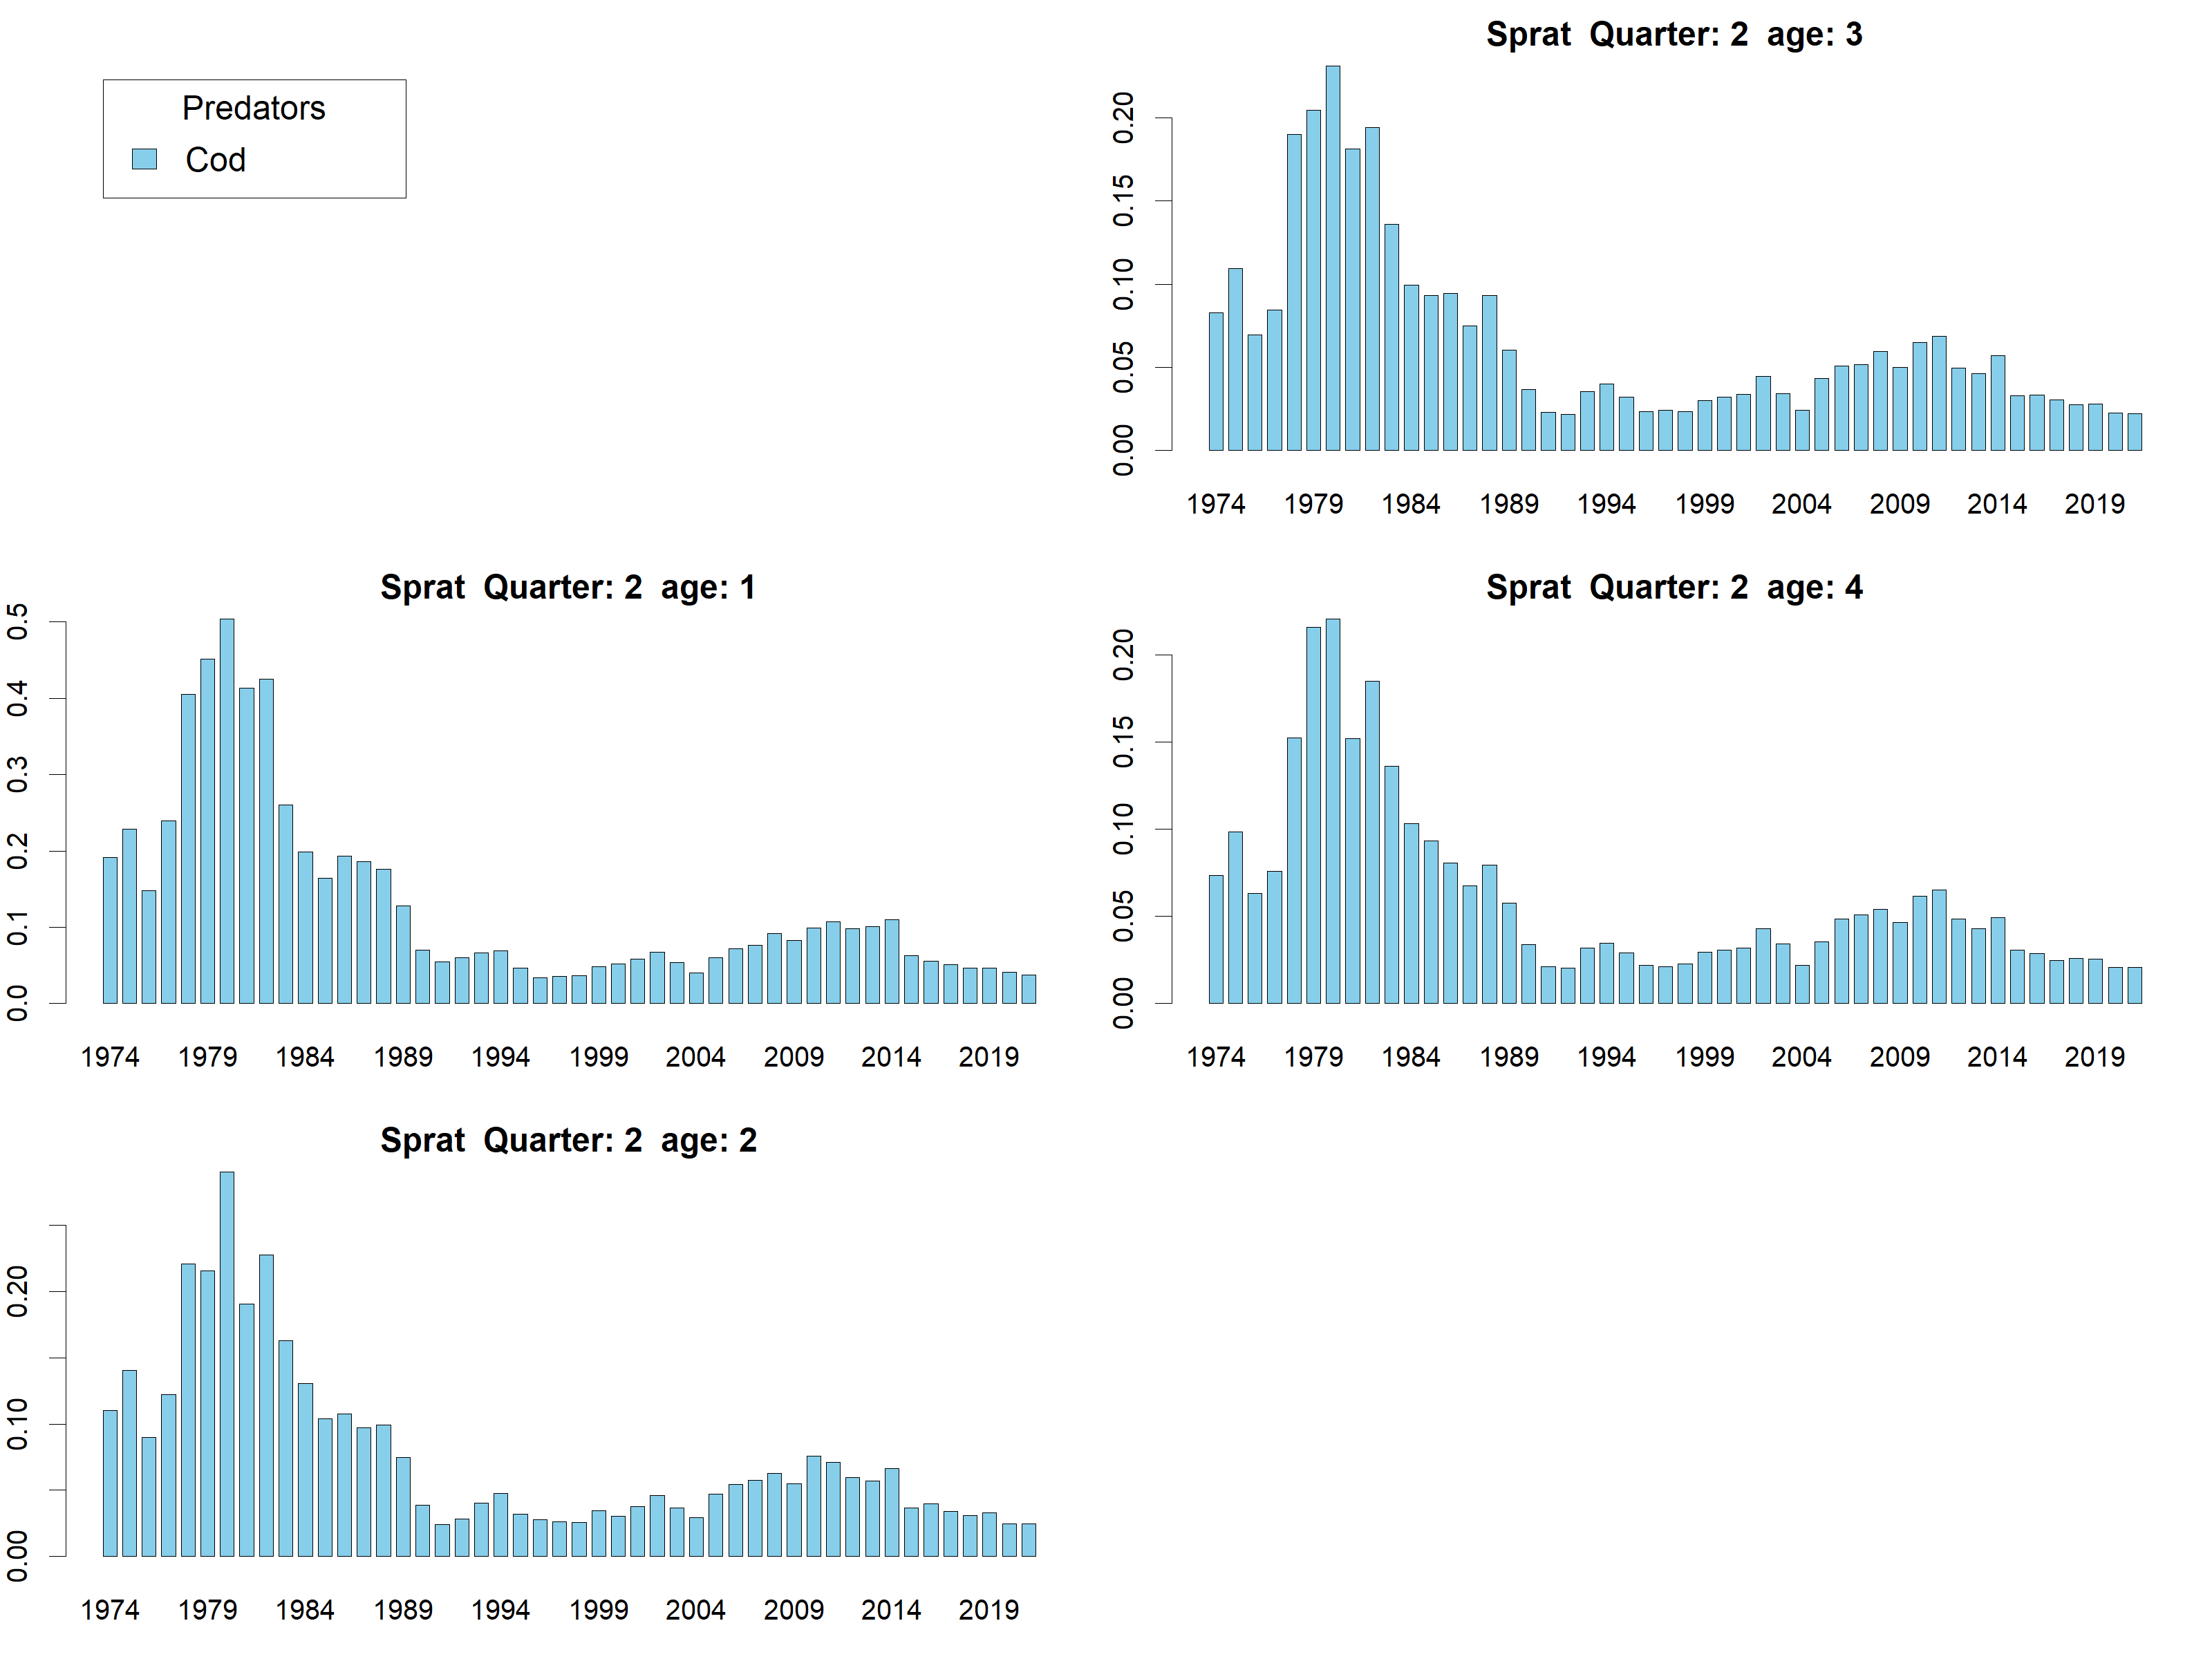 Predators
Cod
Sprat  Quarter: 2  age: 3
0.00 0.05 0.10 0.15 0.20
1974 1979 1984 1989 1994 1999 2004 2009 2014 2019
Sprat  Quarter: 2  age: 1
0.0 0.1 0.2 0.3 0.4 0.5
1974 1979 1984 1989 1994 1999 2004 2009 2014 2019
Sprat  Quarter: 2  age: 4
0.00 0.05 0.10 0.15 0.20
1974 1979 1984 1989 1994 1999 2004 2009 2014 2019
Sprat  Quarter: 2  age: 2
0.00 0.10 0.20
1974 1979 1984 1989 1994 1999 2004 2009 2014 2019